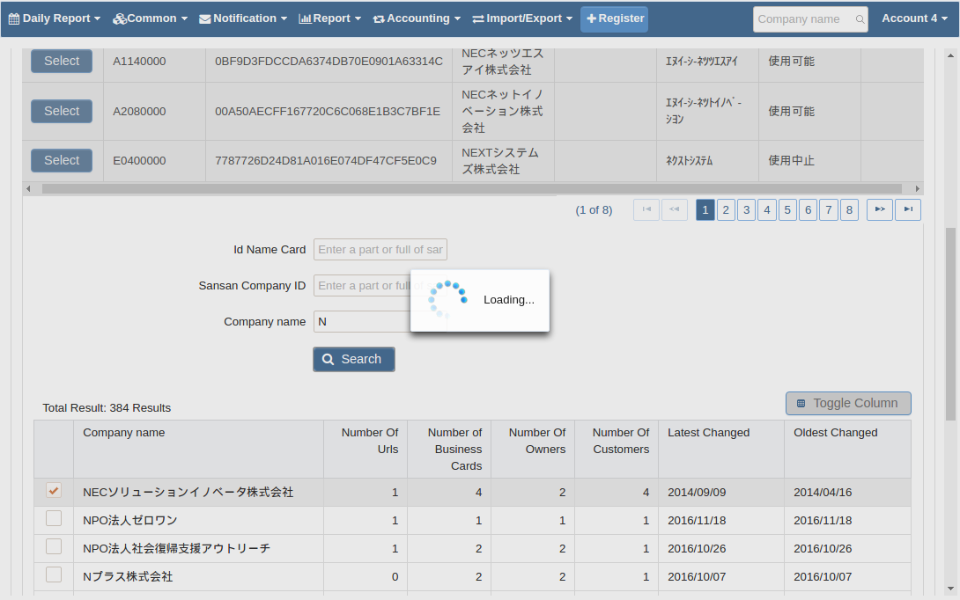 Daily Report Common Notification Report Accounting Import/Export Register Company name Account 4
Select A1140000 0BF9D3FDCCDA6374DB70E0901A63314C NECネッツエス
アイ株式会社 ｴﾇｲ-ｼ-ﾈｯﾂｴｽｱｲ 使用可能
NECネットイノ
Select A2080000 00A50AECFF167720C6C068E1B3C7BF1E ベーション株式 ｴﾇｲ-ｼ-ﾈｯﾄｲﾉﾍﾞ-
会社 ｼｮﾝ 使用可能
Select E0400000 7787726D24D81A016E074DF47CF5E0C9 NEXTシステム
ズ株式会社 ﾈｸｽﾄｼｽﾃﾑ 使用中止
(1 of 8) 1 2 3 4 5 6 7 8
Id Name Card Enter a part or full of sar
Sansan Company ID Enter a part or full
Loading...
Company name N
Search
Toggle Column
Total Result: 384 Results
Company name Number Of Urls Number of Business Cards Number Of Owners Number Of Customers Latest Changed Oldest Changed
NECソリューションイノベータ株式会社 1 4 2 4 2014/09/09 2014/04/16
NPO法人ゼロワン 1 1 1 1 2016/11/18 2016/11/18
NPO法人社会復帰支援アウトリーチ 1 2 2 1 2016/10/26 2016/10/26
Nプラス株式会社 0 2 2 1 2016/10/07 2016/10/07